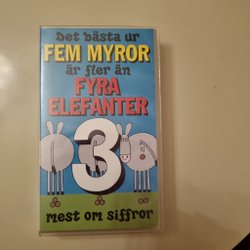 Det bästa ur
FEM MYROR
är fler än
FYRA
ELEFANTER
3
mest om siffror